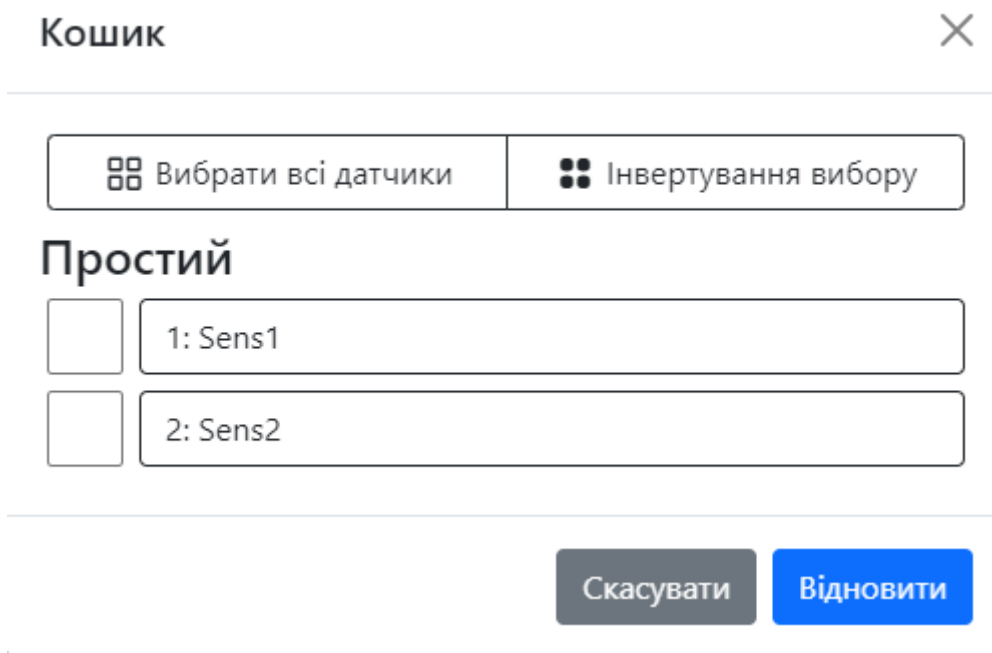 Кошик
Вибрати всі датчики Інвертування вибору
Простий
1: Sens1
2: Sens2
Скасувати Відновити